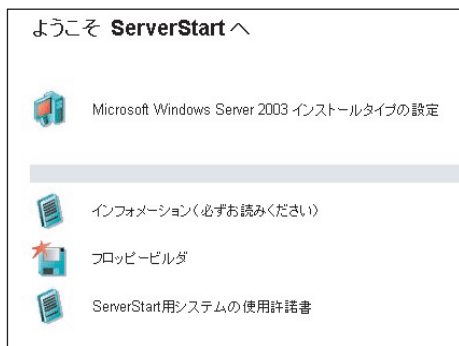 ようこそ ServerStart へ
Microsoft Windows Server 2003 インストールタイプの設定
インフォメーション(必ずお読みください)
フロッピービルダ
ServerStart用システムの使用許諾書